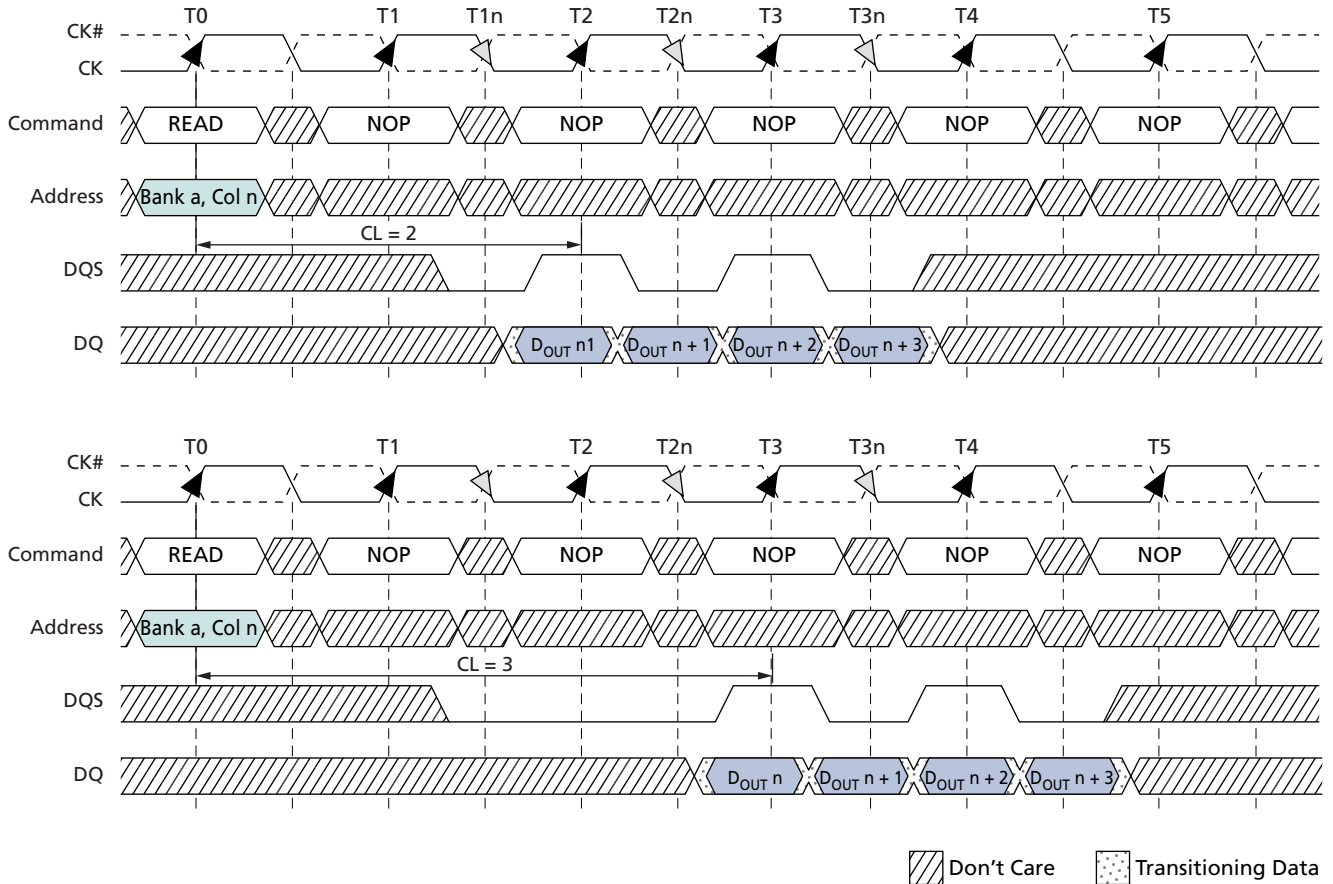 T0 T1 T1n T2 T2n T3 T3n T4 T5
CK#
CK
Command READ NOP NOP NOP NOP NOP
Address Bank a, Col n
CL = 2
DQS
DQ DOUT n1 DOUT n + 1 DOUT n + 2 DOUT n + 3
T0 T1 T1n T2 T2n T3 T3n T4 T5
CK#
CK
Command READ NOP NOP NOP NOP NOP
Address Bank a, Col n
CL = 3
DQS
DQ DOUT n DOUT n + 1 DOUT n + 2 DOUT n + 3
Don't Care Transitioning Data